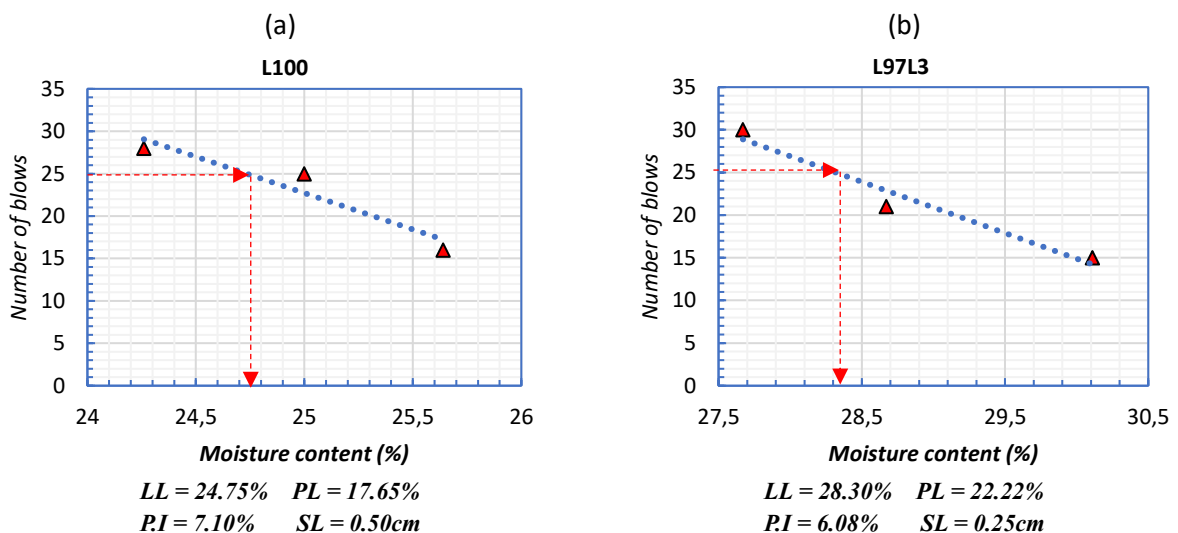 (a)
L100
35
30
25
20
15
10
5
0
Number of blows
24 24,5 25 25,5 26
Moisture content (%)
LL = 24.75% PL = 17.65%
P.I = 7.10% SL = 0.50cm
(b)
L97L3
35
30
25
20
15
10
5
0
Number of blows
27,5 28,5 29,5 30,5
Moisture content (%)
LL = 28.30% PL = 22.22%
P.I = 6.08% SL = 0.25cm